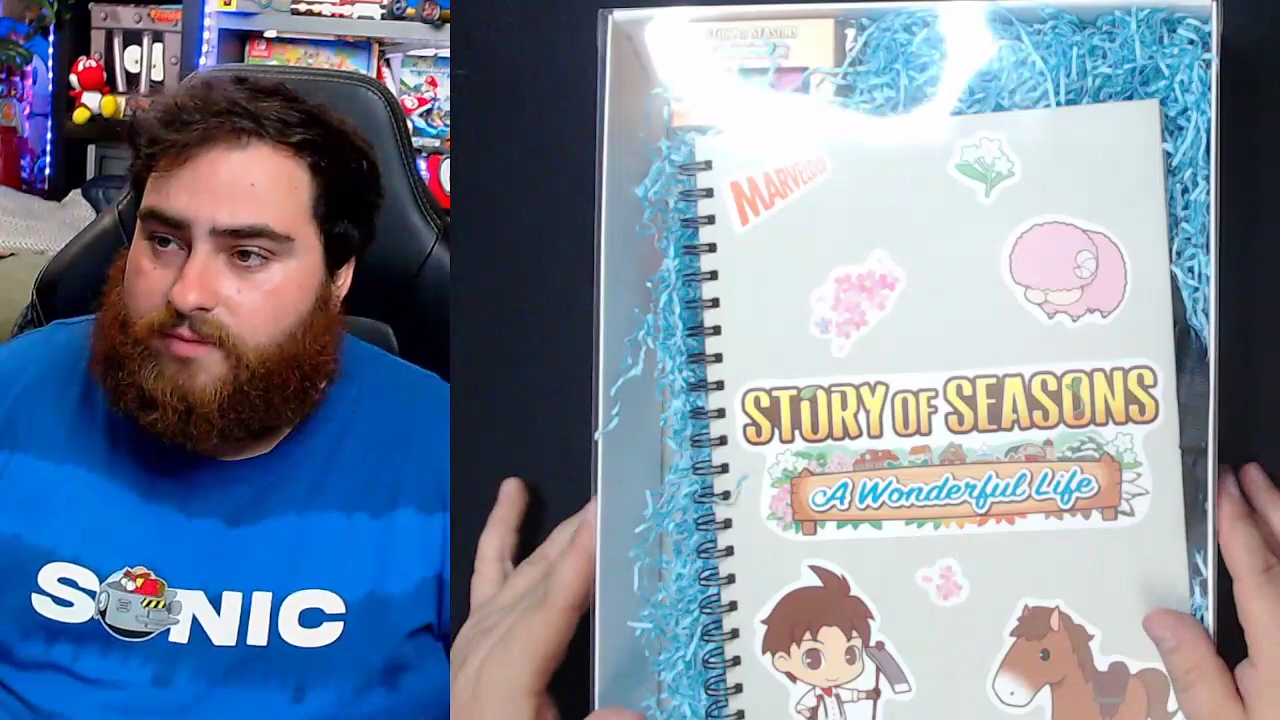 STORY OF SEASONS
MARVELOUS
STORY OF SEASONS
A Wonderful Life
SONIC